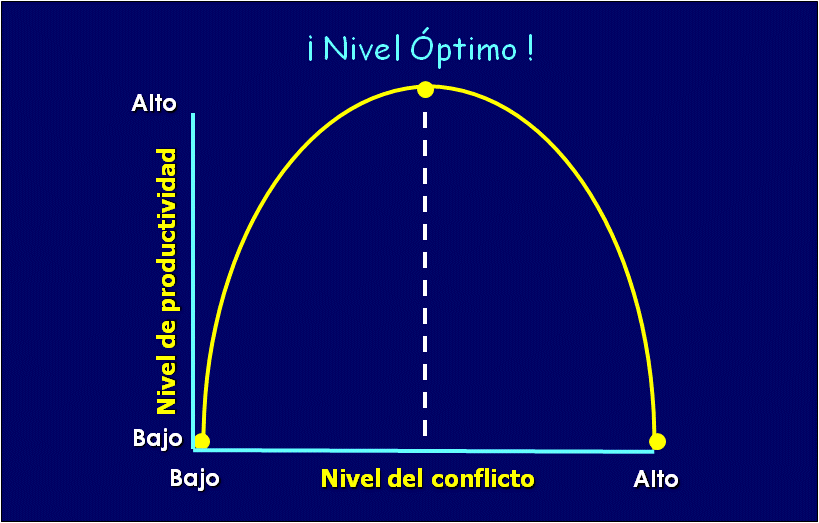 ¡ Nivel Óptimo !
Alto
Nivel de productividad
Bajo
Bajo
Nivel del conflicto
Alto